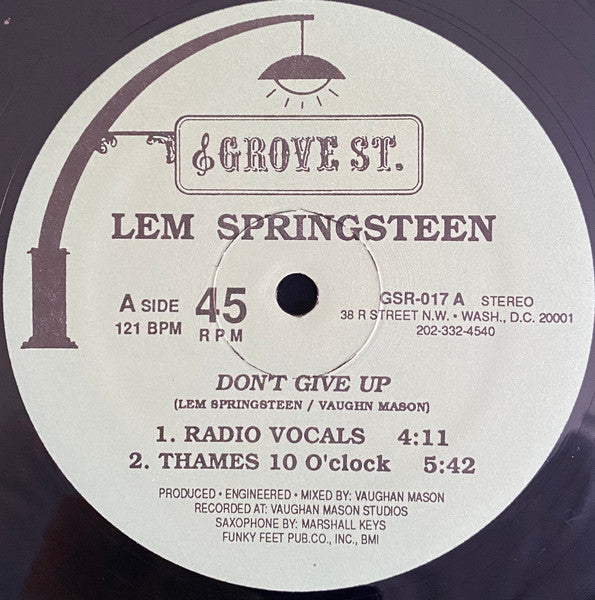 GROVE ST.
LEM SPRINGSTEEN
A SIDE 45 GSR-017 A STEREO
121 BPM RPM 38 R STREET N.W. • WASH., D.C. 20001
202-332-4540
DON'T GIVE UP
(LEM SPRINGSTEEN / VAUGHN MASON)
1. RADIO VOCALS 4:11
2. THAMES 10 O'clock 5:42
PRODUCED • ENGINEERED • MIXED BY: VAUGHAN MASON
RECORDED AT: VAUGHAN MASON STUDIOS
SAXOPHONE BY: MARSHALL KEYS
FUNKY FEET PUB.CO., INC., BMI